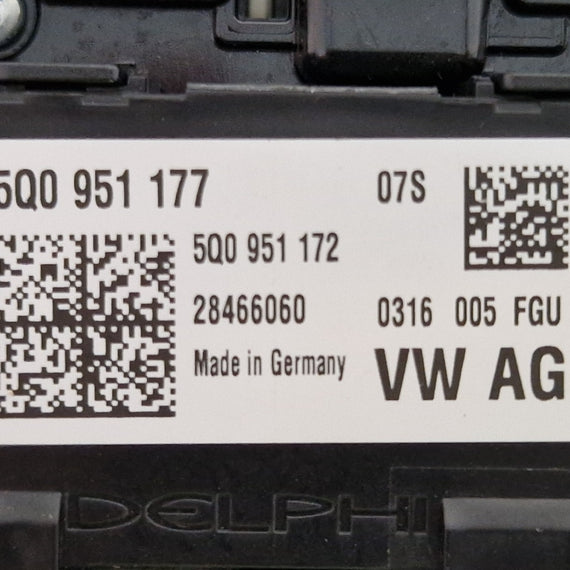 5Q0 951 177 07S
5Q0 951 172
28466060 0316 005 FGU
Made in Germany VW AG
DELPHI